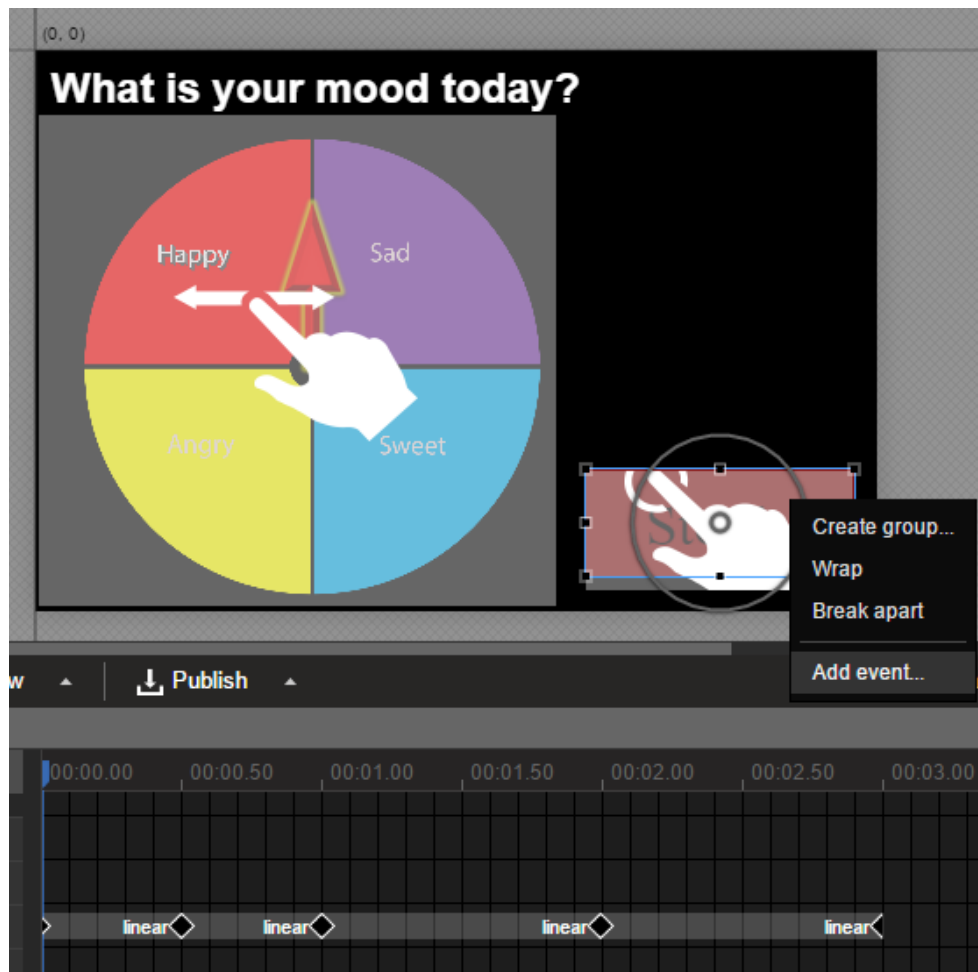 (0, 0)
What is your mood today?
Happy
Sad
Angry
Sweet
St
Create group...
Wrap
Break apart
Add event...
w
Publish
00:00.00 00:00.50 00:01.00 00:01.50 00:02.00 00:02.50 00:03.00
linear linear linear linear